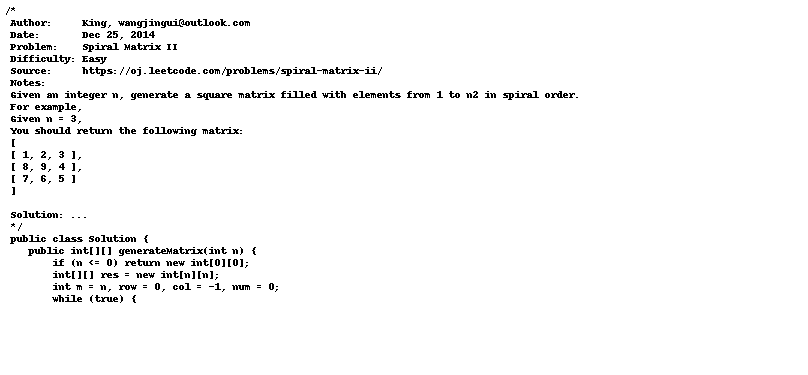 /*
Author: King, wangjingui@outlook.com
Date: Dec 25, 2014
Problem: Spiral Matrix II
Difficulty: Easy
Source: https://oj.leetcode.com/problems/spiral-matrix-ii/
Notes:
Given an integer n, generate a square matrix filled with elements from 1 to n2 in spiral order.
For example,
Given n = 3,
You should return the following matrix:
[
[ 1, 2, 3 ],
[ 8, 9, 4 ],
[ 7, 6, 5 ]
]
Solution: ...
*/
public class Solution {
public int[][] generateMatrix(int n) {
if (n <= 0) return new int[0][0];
int[][] res = new int[n][n];
int m = n, row = 0, col = -1, num = 0;
while (true) {